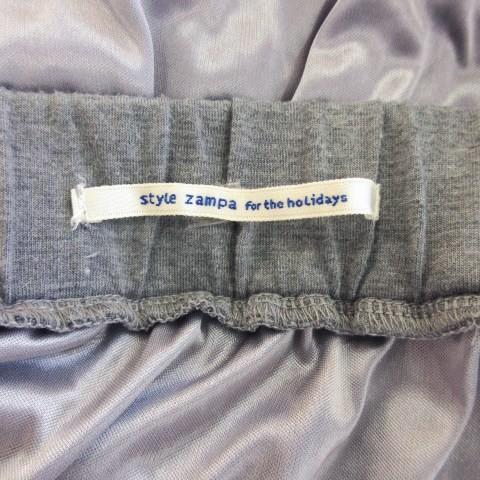 style zampa for the holidays